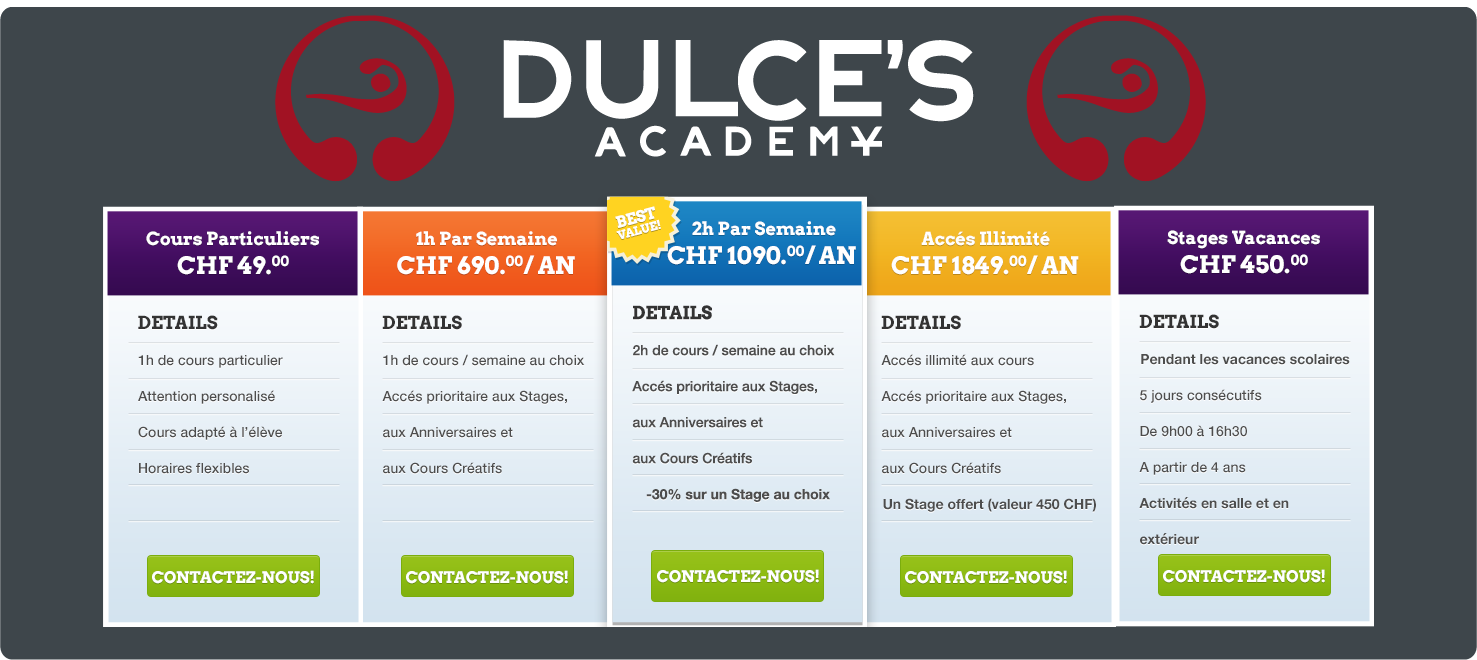 DULCE'S
ACADEMY
Cours Particuliers
CHF 49.00
DETAILS
1h de cours particulier
Attention personalisé
Cours adapté à l'élève
Horaires flexibles
CONTACTEZ-NOUS!
1h Par Semaine
CHF 690.00/ AN
DETAILS
1h de cours / semaine au choix
Accés prioritaire aux Stages,
aux Anniversaires et
aux Cours Créatifs
CONTACTEZ-NOUS!
BEST
VALUE!
2h Par Semaine
CHF 1090.00/ AN
DETAILS
2h de cours / semaine au choix
Accés prioritaire aux Stages,
aux Anniversaires et
aux Cours Créatifs
-30% sur un Stage au choix
CONTACTEZ-NOUS!
Accés Illimité
CHF 1849.00/ AN
DETAILS
Accés illimité aux cours
Accés prioritaire aux Stages,
aux Anniversaires et
aux Cours Créatifs
Un Stage offert (valeur 450 CHF)
CONTACTEZ-NOUS!
Stages Vacances
CHF 450.00
DETAILS
Pendant les vacances scolaires
5 jours consécutifs
De 9h00 à 16h30
A partir de 4 ans
Activités en salle et en
extérieur
CONTACTEZ-NOUS!